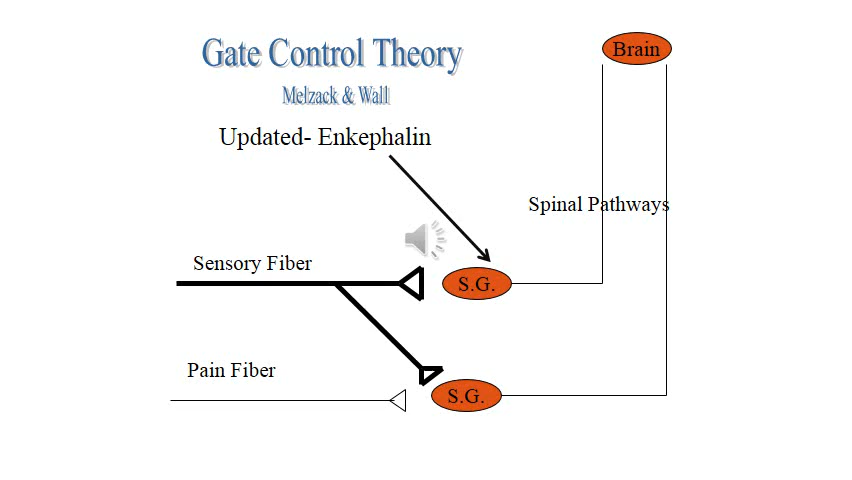 Gate Control Theory
Melzack & Wall
Brain
Updated- Enkephalin
Spinal Pathways
Sensory Fiber
S.G.
Pain Fiber
S.G.